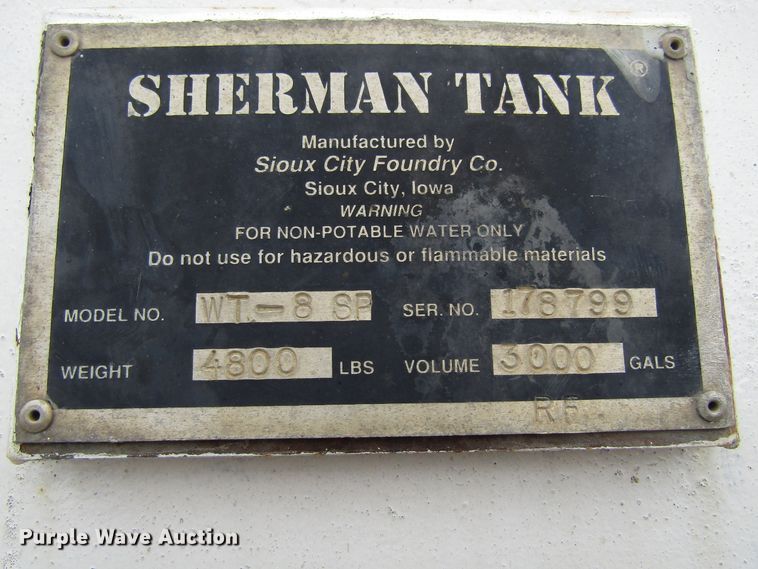 SHERMAN TANK®
Manufactured by
Sioux City Foundry Co.
Sioux City, Iowa
WARNING
FOR NON-POTABLE WATER ONLY
Do not use for hazardous or flammable materials
MODEL NO. WT.-8 SP SER. NO. 178799
WEIGHT 4800 LBS VOLUME 3000 GALS
RF
Purple Wave Auction